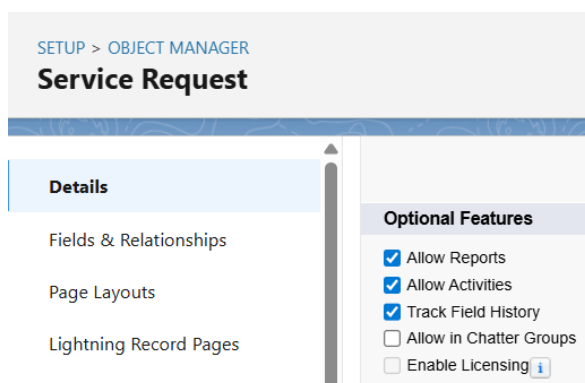 SETUP > OBJECT MANAGER
Service Request
Details
Fields & Relationships
Page Layouts
Lightning Record Pages
Optional Features
Allow Reports
Allow Activities
Track Field History
Allow in Chatter Groups
Enable Licensing i